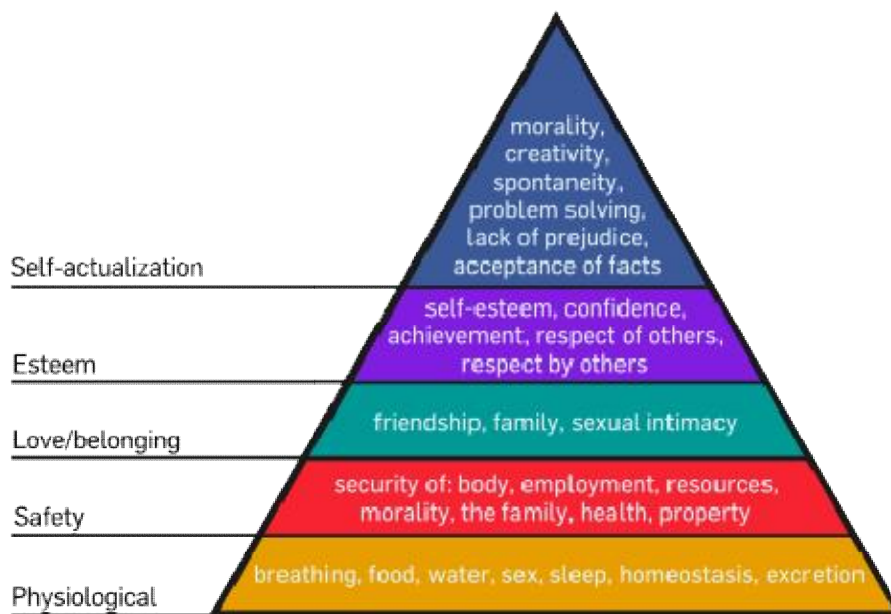 morality,
creativity,
spontaneity,
problem solving,
lack of prejudice,
acceptance of facts
Self-actualization
self-esteem, confidence,
achievement, respect of others,
respect by others
Esteem
friendship, family, sexual intimacy
Love/belonging
security of: body, employment, resources,
morality, the family, health, property
Safety
breathing, food, water, sex, sleep, homeostasis, excretion
Physiological